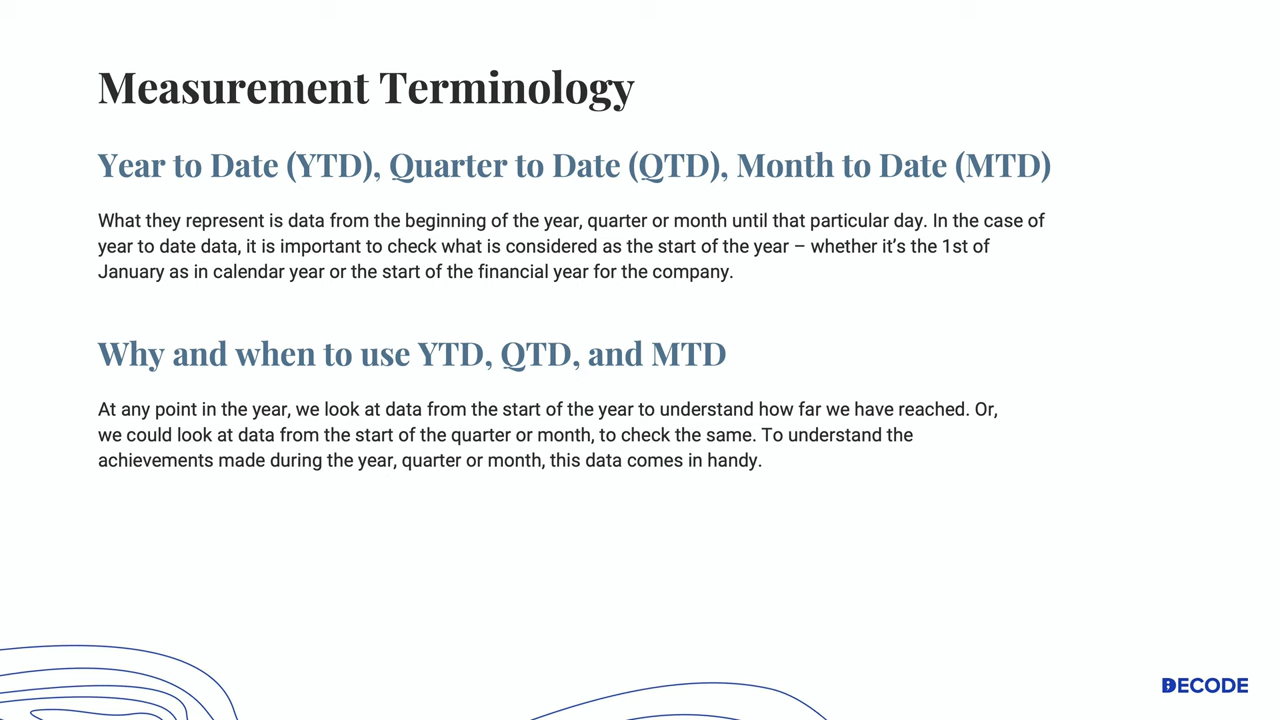 Measurement Terminology
Year to Date (YTD), Quarter to Date (QTD), Month to Date (MTD)
What they represent is data from the beginning of the year, quarter or month until that particular day. In the case of
year to date data, it is important to check what is considered as the start of the year – whether it’s the 1st of
January as in calendar year or the start of the financial year for the company.
Why and when to use YTD, QTD, and MTD
At any point in the year, we look at data from the start of the year to understand how far we have reached. Or,
we could look at data from the start of the quarter or month, to check the same. To understand the
achievements made during the year, quarter or month, this data comes in handy.
DECODE